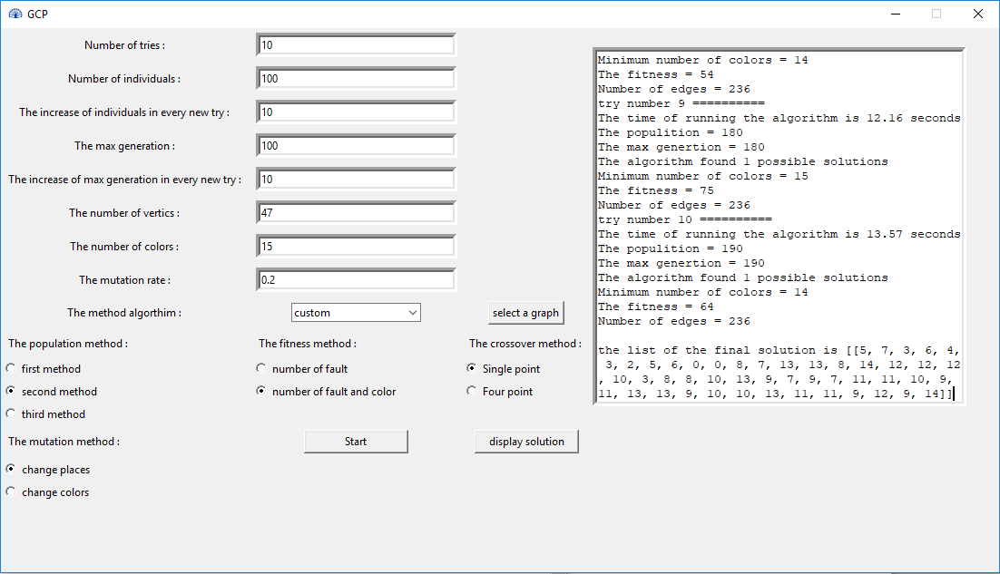 GCP
Number of tries :
10
Number of individuals :
100
The increase of individuals in every new try :
10
The max generation :
100
The increase of max generation in every new try :
10
The number of vertics :
47
The number of colors :
15
The mutation rate :
0.2
The method algorthim :
custom
select a graph
The population method :
first method
second method
third method
The fitness method :
number of fault
number of fault and color
The crossover method :
Single point
Four point
The mutation method :
change places
change colors
Start
display solution
Minimum number of colors = 14
The fitness = 54
Number of edges = 236
try number 9 ==========
The time of running the algorithm is 12.16 seconds
The populition = 180
The max genertion = 180
The algorithm found 1 possible solutions
Minimum number of colors = 15
The fitness = 75
Number of edges = 236
try number 10 ==========
The time of running the algorithm is 13.57 seconds
The populition = 190
The max genertion = 190
The algorithm found 1 possible solutions
Minimum number of colors = 14
The fitness = 64
Number of edges = 236
the list of the final solution is [[5, 7, 3, 6, 4,
3, 2, 5, 6, 0, 0, 8, 7, 13, 13, 8, 14, 12, 12, 12
, 10, 3, 8, 8, 10, 13, 9, 7, 9, 7, 11, 11, 10, 9,
11, 13, 13, 9, 10, 10, 13, 11, 11, 9, 12, 9, 14]]